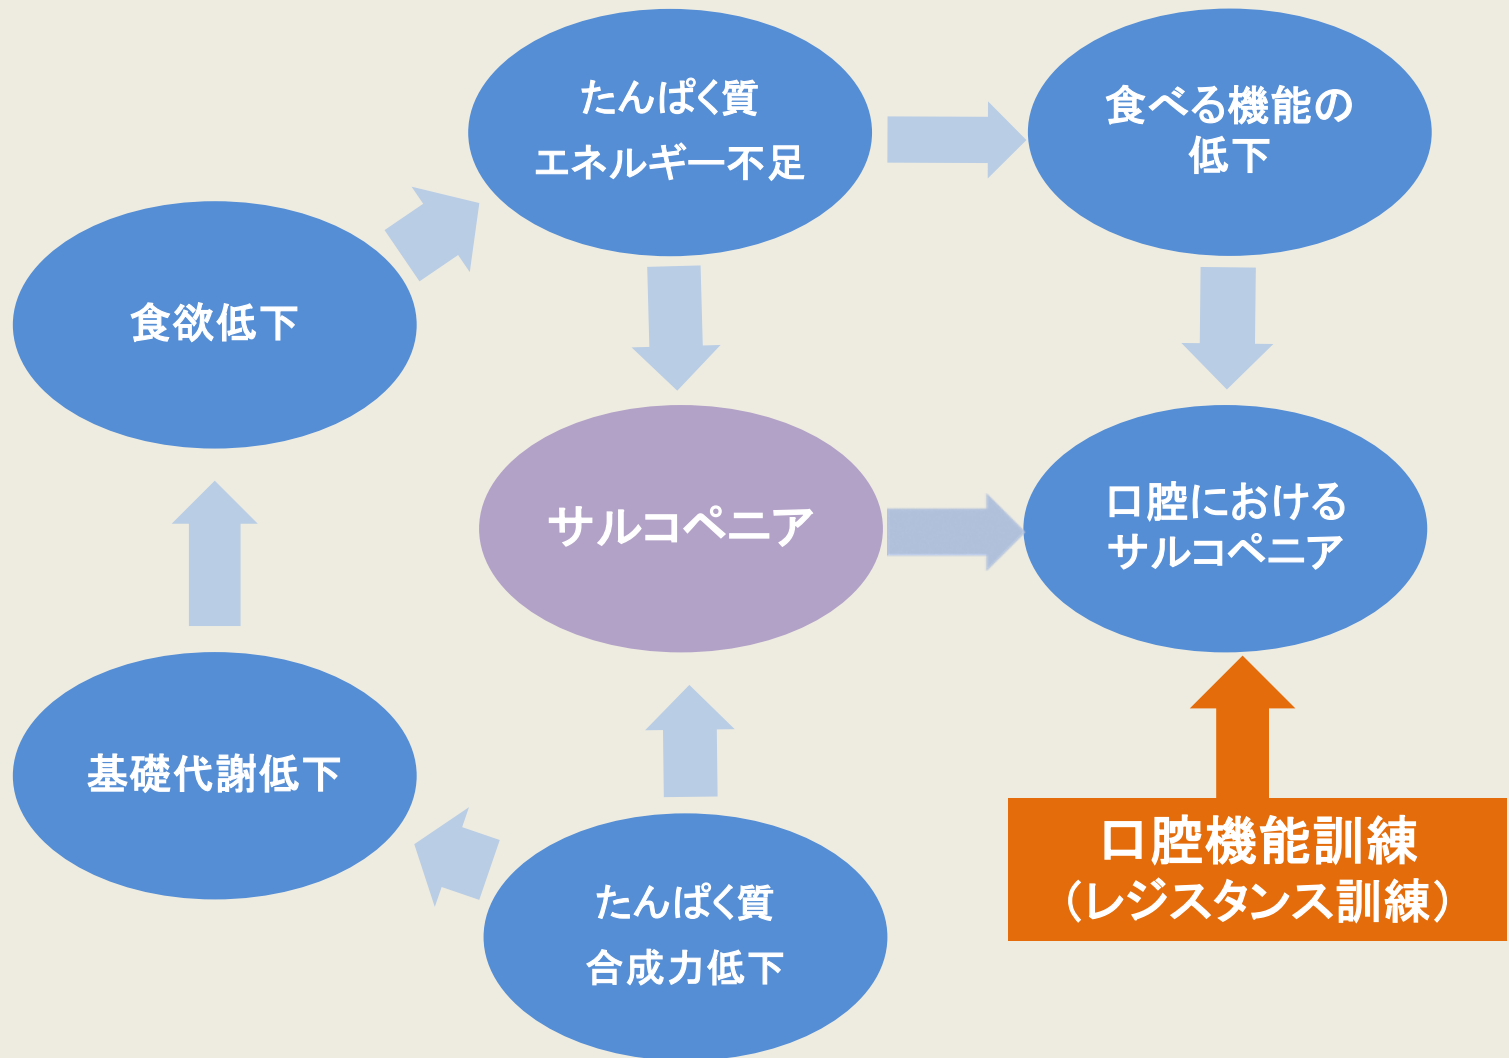 たんぱく質
エネルギー不足
食べる機能の
低下
食欲低下
サルコペニア
口腔における
サルコペニア
基礎代謝低下
口腔機能訓練
（レジスタンス訓練）
たんぱく質
合成力低下